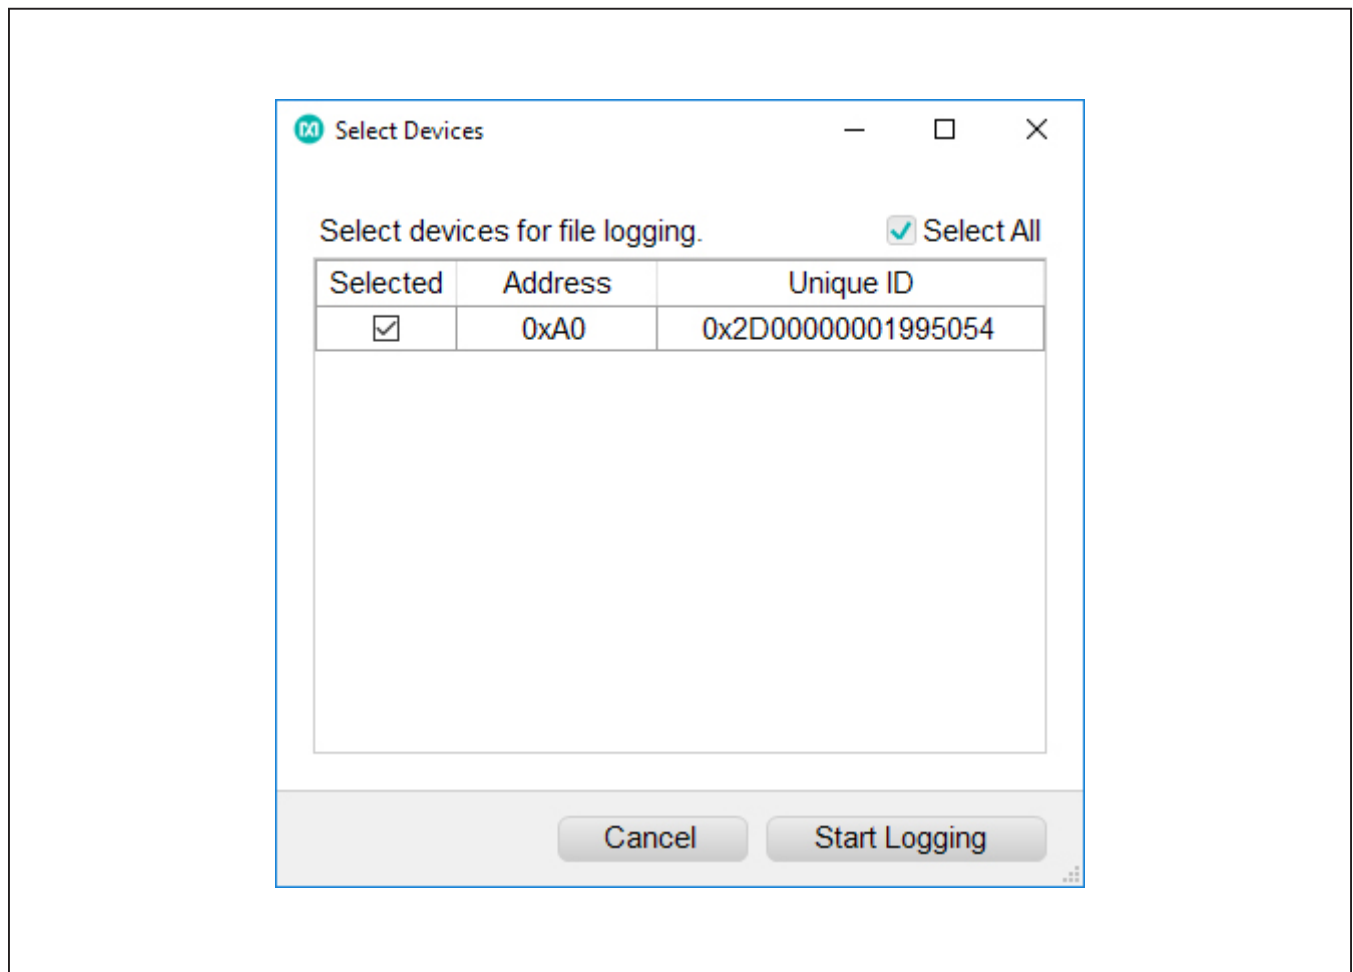 Select Devices
Select devices for file logging. Select All
Selected Address Unique ID
0xA0 0x2D00000001995054
Cancel Start Logging